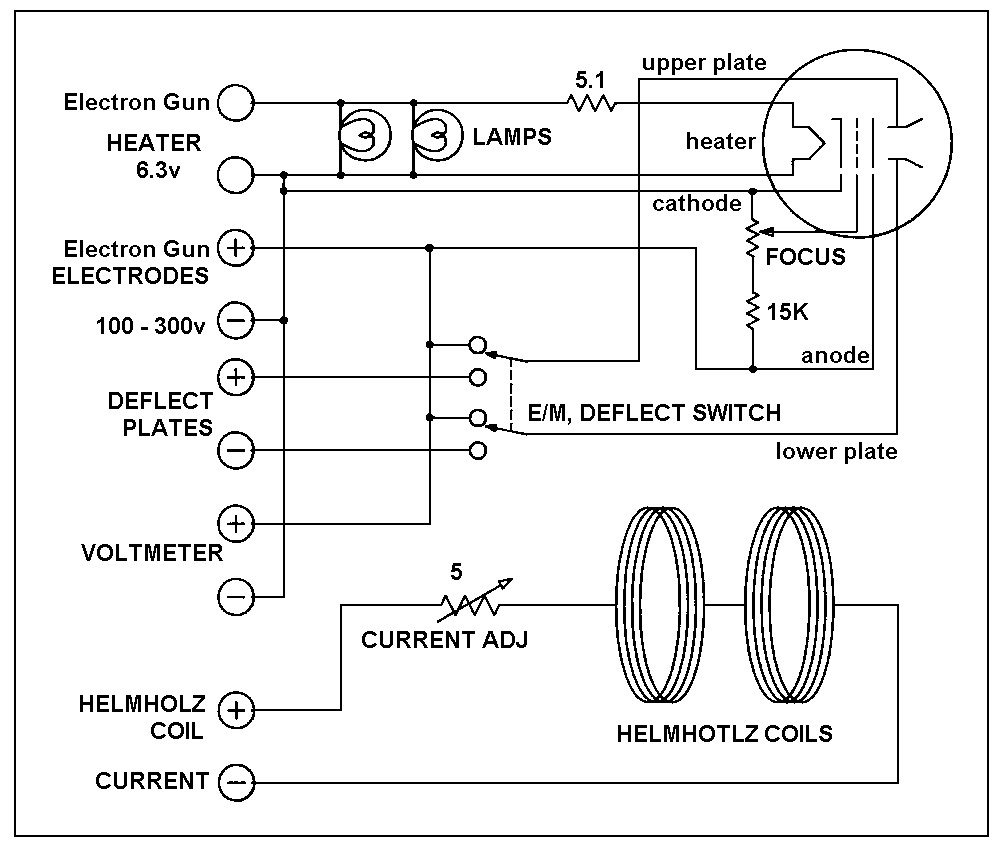 upper plate
5.1
Electron Gun
HEATER
6.3v
LAMPS
heater
cathode
Electron Gun
ELECTRODES
+
FOCUS
100 - 300v
−
15K
anode
DEFLECT
PLATES
+
−
E/M, DEFLECT SWITCH
lower plate
VOLTMETER
+
−
5
CURRENT ADJ
HELMHOLZ
COIL
+
HELMHOTLZ COILS
CURRENT
−